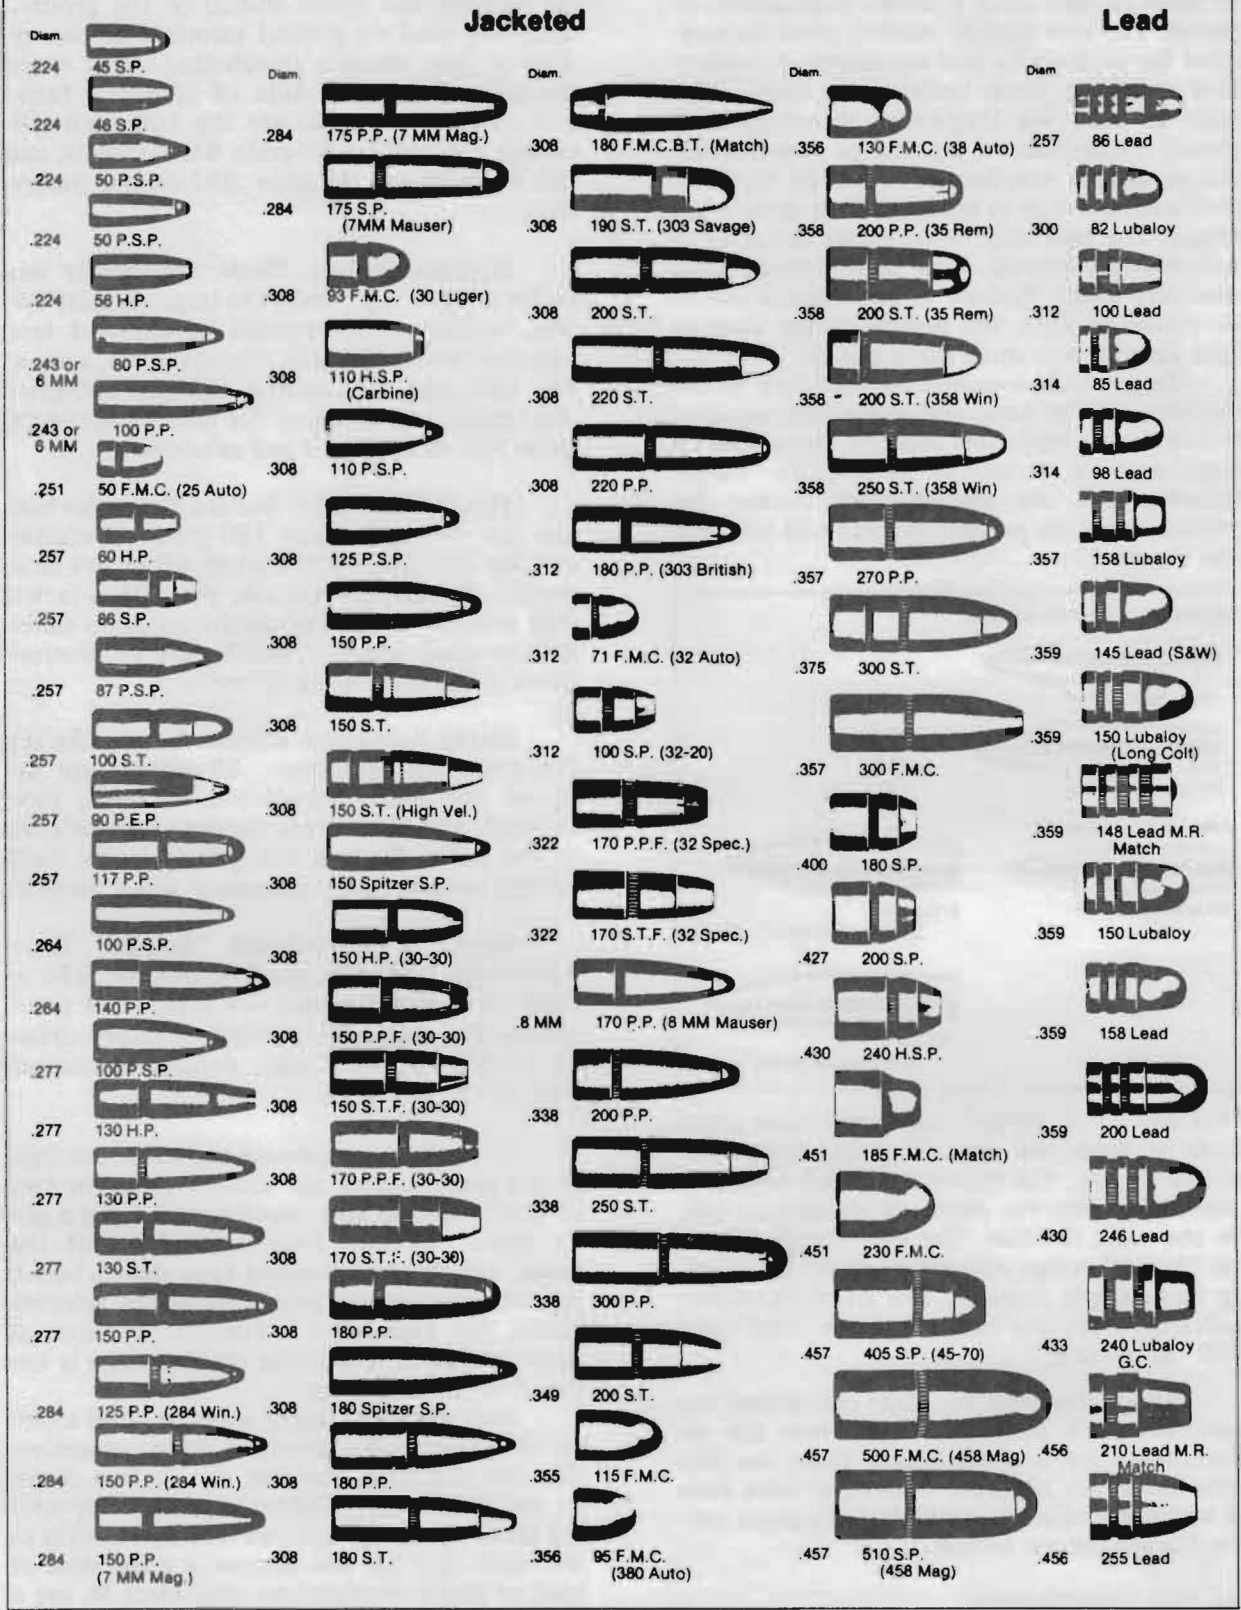 Jacketed
Lead
Diam.
.224 45 S.P.
.224 46 S.P.
.224 50 P.S.P.
.224 50 P.S.P.
.224 56 H.P.
.243 or 80 P.S.P.
6 MM
.243 or 100 P.P.
6 MM
.251 50 F.M.C. (25 Auto)
.257 60 H.P.
.257 86 S.P.
.257 87 P.S.P.
.257 100 S.T.
.257 90 P.E.P.
.257 117 P.P.
.264 100 P.S.P.
.264 140 P.P.
.277 100 P.S.P.
.277 130 H.P.
.277 130 P.P.
.277 130 S.T.
.277 150 P.P.
.284 125 P.P. (284 Win.)
.284 150 P.P. (284 Win.)
.284 150 P.P.
(7 MM Mag.)
Diam.
.284 175 P.P. (7 MM Mag.)
.284 175 S.P.
(7MM Mauser)
.308 93 F.M.C. (30 Luger)
.308 110 H.S.P.
(Carbine)
.308 110 P.S.P.
.308 125 P.S.P.
.308 150 P.P.
.308 150 S.T.
.308 150 S.T. (High Vel.)
.308 150 Spitzer S.P.
.308 150 H.P. (30-30)
.308 150 P.P.F. (30-30)
.308 150 S.T.F. (30-30)
.308 170 P.P.F. (30-30)
.308 170 S.T.F. (30-30)
.308 180 P.P.
.308 180 Spitzer S.P.
.308 180 P.P.
.308 180 S.T.
Diam.
.308 180 F.M.C.B.T. (Match)
.308 190 S.T. (303 Savage)
.308 200 S.T.
.308 220 S.T.
.308 220 P.P.
.312 180 P.P. (303 British)
.312 71 F.M.C. (32 Auto)
.312 100 S.P. (32-20)
.322 170 P.P.F. (32 Spec.)
.322 170 S.T.F. (32 Spec.)
.8 MM 170 P.P. (8 MM Mauser)
.338 200 P.P.
.338 250 S.T.
.338 300 P.P.
.349 200 S.T.
.355 115 F.M.C.
.356 95 F.M.C.
(380 Auto)
Diam.
.356 130 F.M.C. (38 Auto)
.358 200 P.P. (35 Rem)
.358 200 S.T. (35 Rem)
.358 200 S.T. (358 Win)
.358 250 S.T. (358 Win)
.357 270 P.P.
.375 300 S.T.
.357 300 F.M.C.
.400 180 S.P.
.427 200 S.P.
.430 240 H.S.P.
.451 185 F.M.C. (Match)
.451 230 F.M.C.
.457 405 S.P. (45-70)
.457 500 F.M.C. (458 Mag)
.457 510 S.P.
(458 Mag)
Diam
.257 86 Lead
.300 82 Lubaloy
.312 100 Lead
.314 85 Lead
.314 98 Lead
.357 158 Lubaloy
.359 145 Lead (S&W)
.359 150 Lubaloy
(Long Colt)
.359 148 Lead M.R.
Match
.359 150 Lubaloy
.359 158 Lead
.359 200 Lead
.430 246 Lead
.433 240 Lubaloy
G.C.
.456 210 Lead M.R.
Match
.456 255 Lead